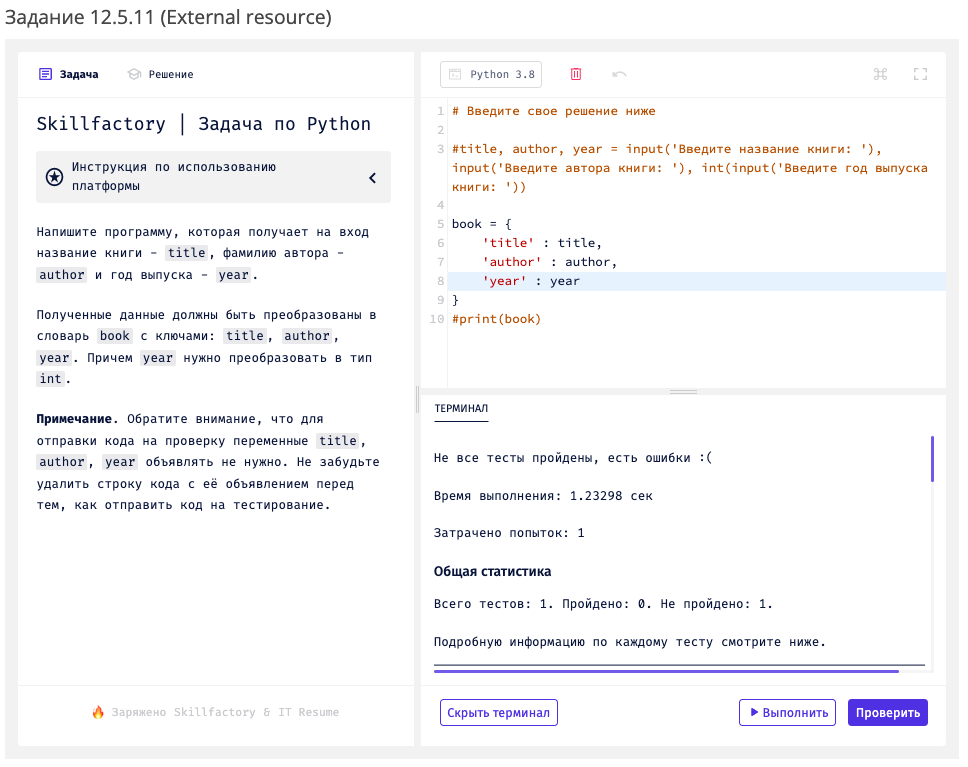 Задание 12.5.11 (External resource)
Задача
Решение
Skillfactory | Задача по Python
Инструкция по использованию
платформы
Напишите программу, которая получает на вход
название книги - title, фамилию автора -
author и год выпуска - year.
Полученные данные должны быть преобразованы в
словарь book с ключами: title, author,
year. Причем year нужно преобразовать в тип
int.
Примечание. Обратите внимание, что для
отправки кода на проверку переменные title,
author, year объявлять не нужно. Не забудьте
удалить строку кода с её объявлением перед
тем, как отправить код на тестирование.
🔥 Заряжено Skillfactory & IT Resume
Python 3.8
1 # Введите свое решение ниже
2
3 #title, author, year = input('Введите название книги: '),
input('Введите автора книги: '), int(input('Введите год выпуска
книги: '))
4
5 book = {
6     'title' : title,
7     'author' : author,
8     'year' : year
9 }
10 #print(book)
ТЕРМИНАЛ
Не все тесты пройдены, есть ошибки :(
Время выполнения: 1.23298 сек
Затрачено попыток: 1
Общая статистика
Всего тестов: 1. Пройдено: 0. Не пройдено: 1.
Подробную информацию по каждому тесту смотрите ниже.
Скрыть терминал
Выполнить
Проверить